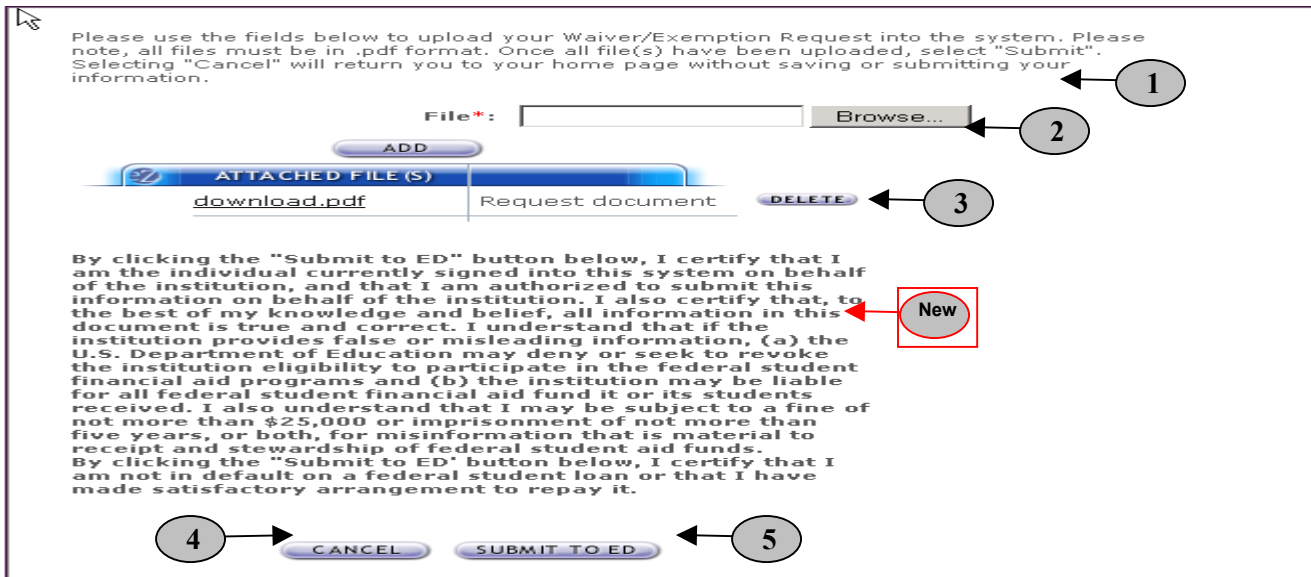 Please use the fields below to upload your Waiver/Exemption Request into the system. Please
note, all files must be in .pdf format. Once all file(s) have been uploaded, select "Submit".
Selecting "Cancel" will return you to your home page without saving or submitting your
information.
1
File*: Browse...
2
ADD
ATTACHED FILE(S)
download.pdf Request document DELETE
3
By clicking the "Submit to ED" button below, I certify that I
am the individual currently signed into this system on behalf
of the institution, and that I am authorized to submit this
information on behalf of the institution. I also certify that, to
the best of my knowledge and belief, all information in this
New
document is true and correct. I understand that if the
institution provides false or misleading information, (a) the
U.S. Department of Education may deny or seek to revoke
the institution eligibility to participate in the federal student
financial aid programs and (b) the institution may be liable
for all federal student financial aid fund it or its students
received. I also understand that I may be subject to a fine of
not more than $25,000 or imprisonment of not more than
five years, or both, for misinformation that is material to
receipt and stewardship of federal student aid funds.
By clicking the "Submit to ED' button below, I certify that I
am not in default on a federal student loan or that I have
made satisfactory arrangement to repay it.
4
CANCEL SUBMIT TO ED
5